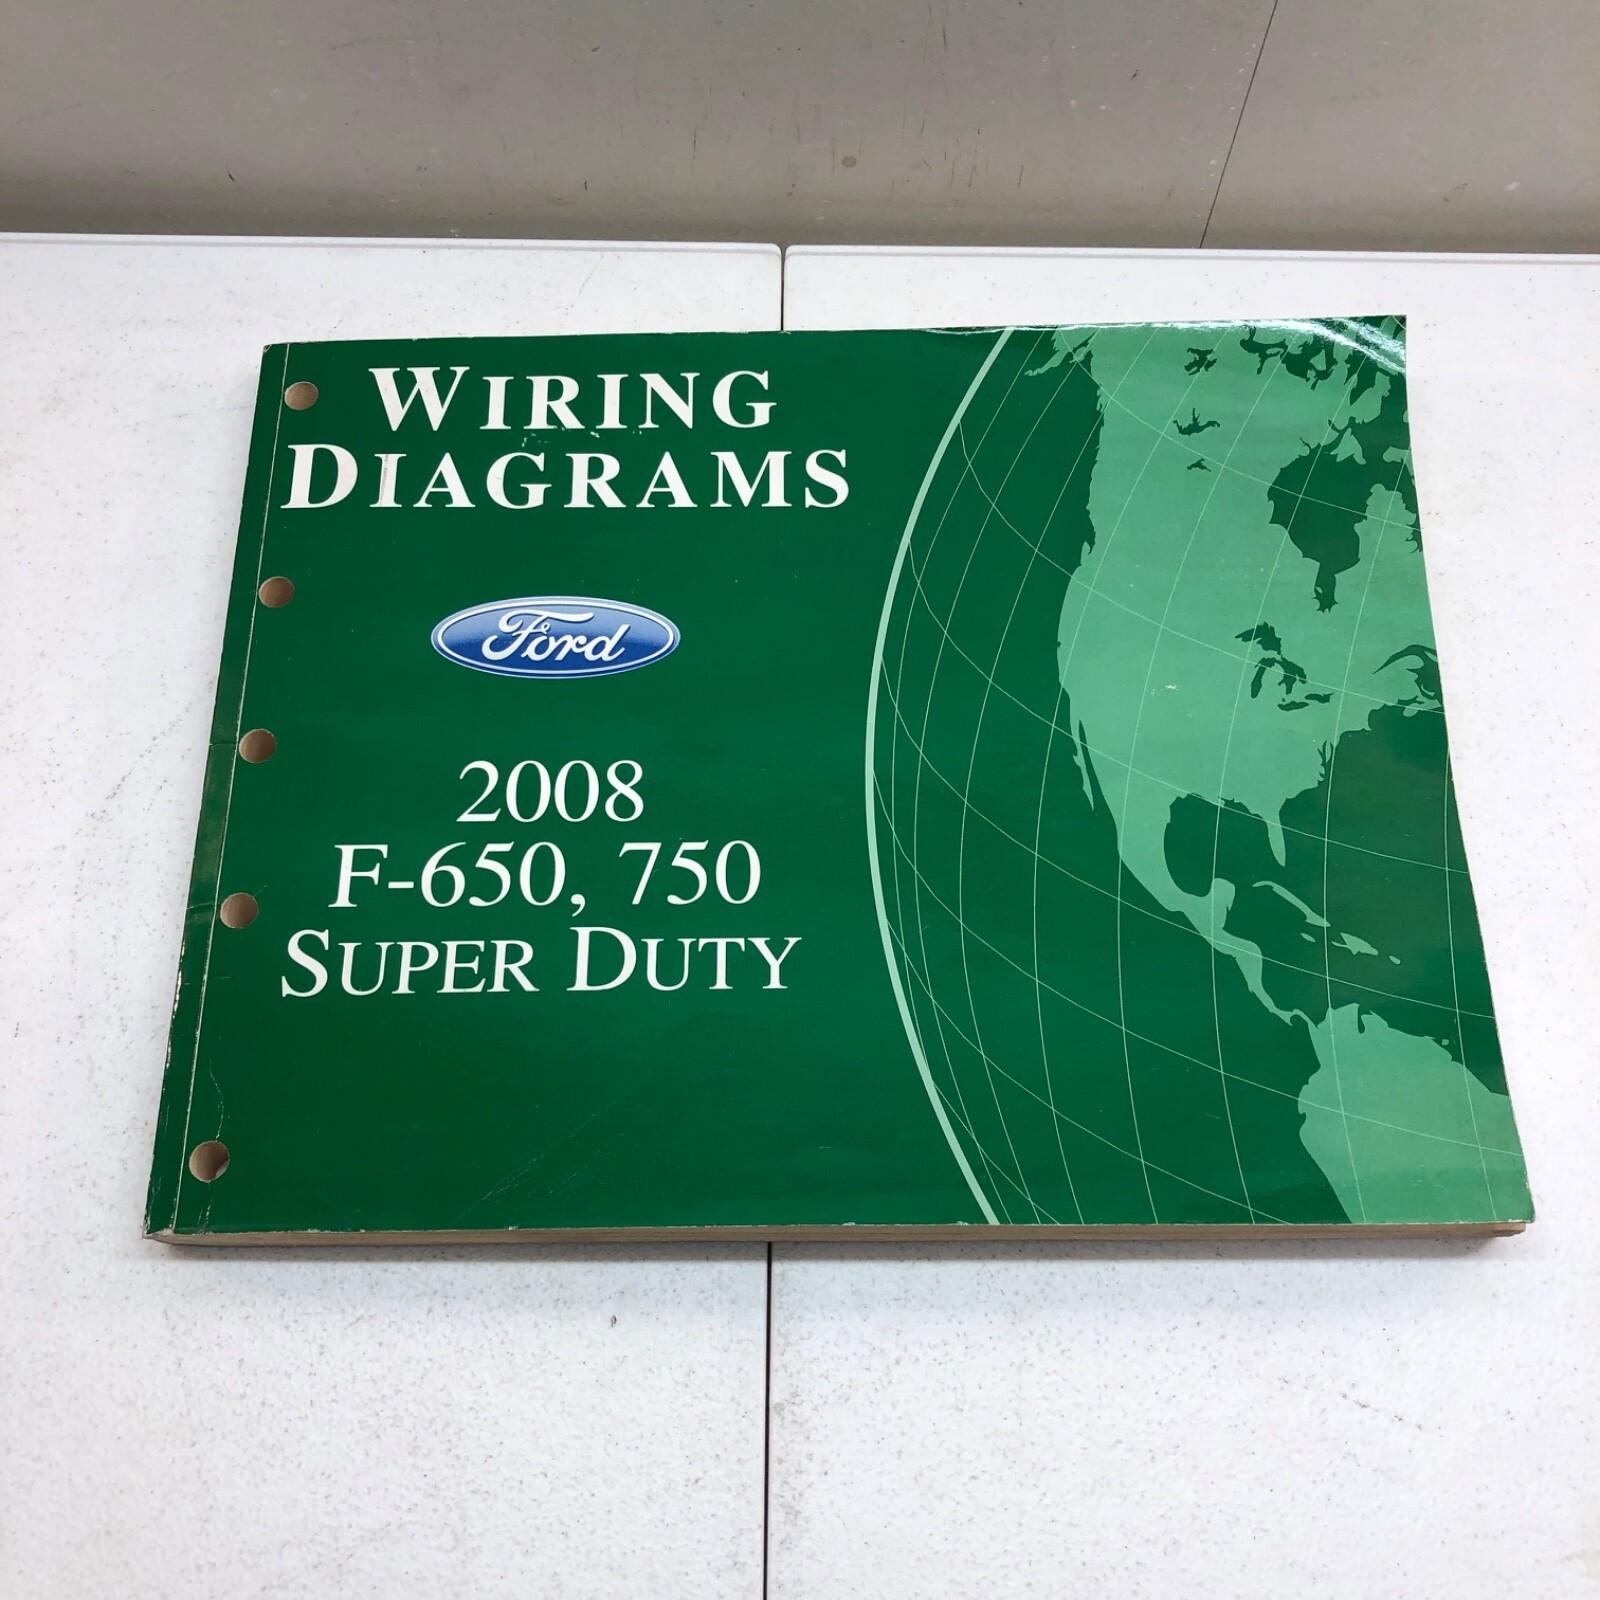 WIRING
DIAGRAMS
Ford
2008
F-650, 750
SUPER DUTY